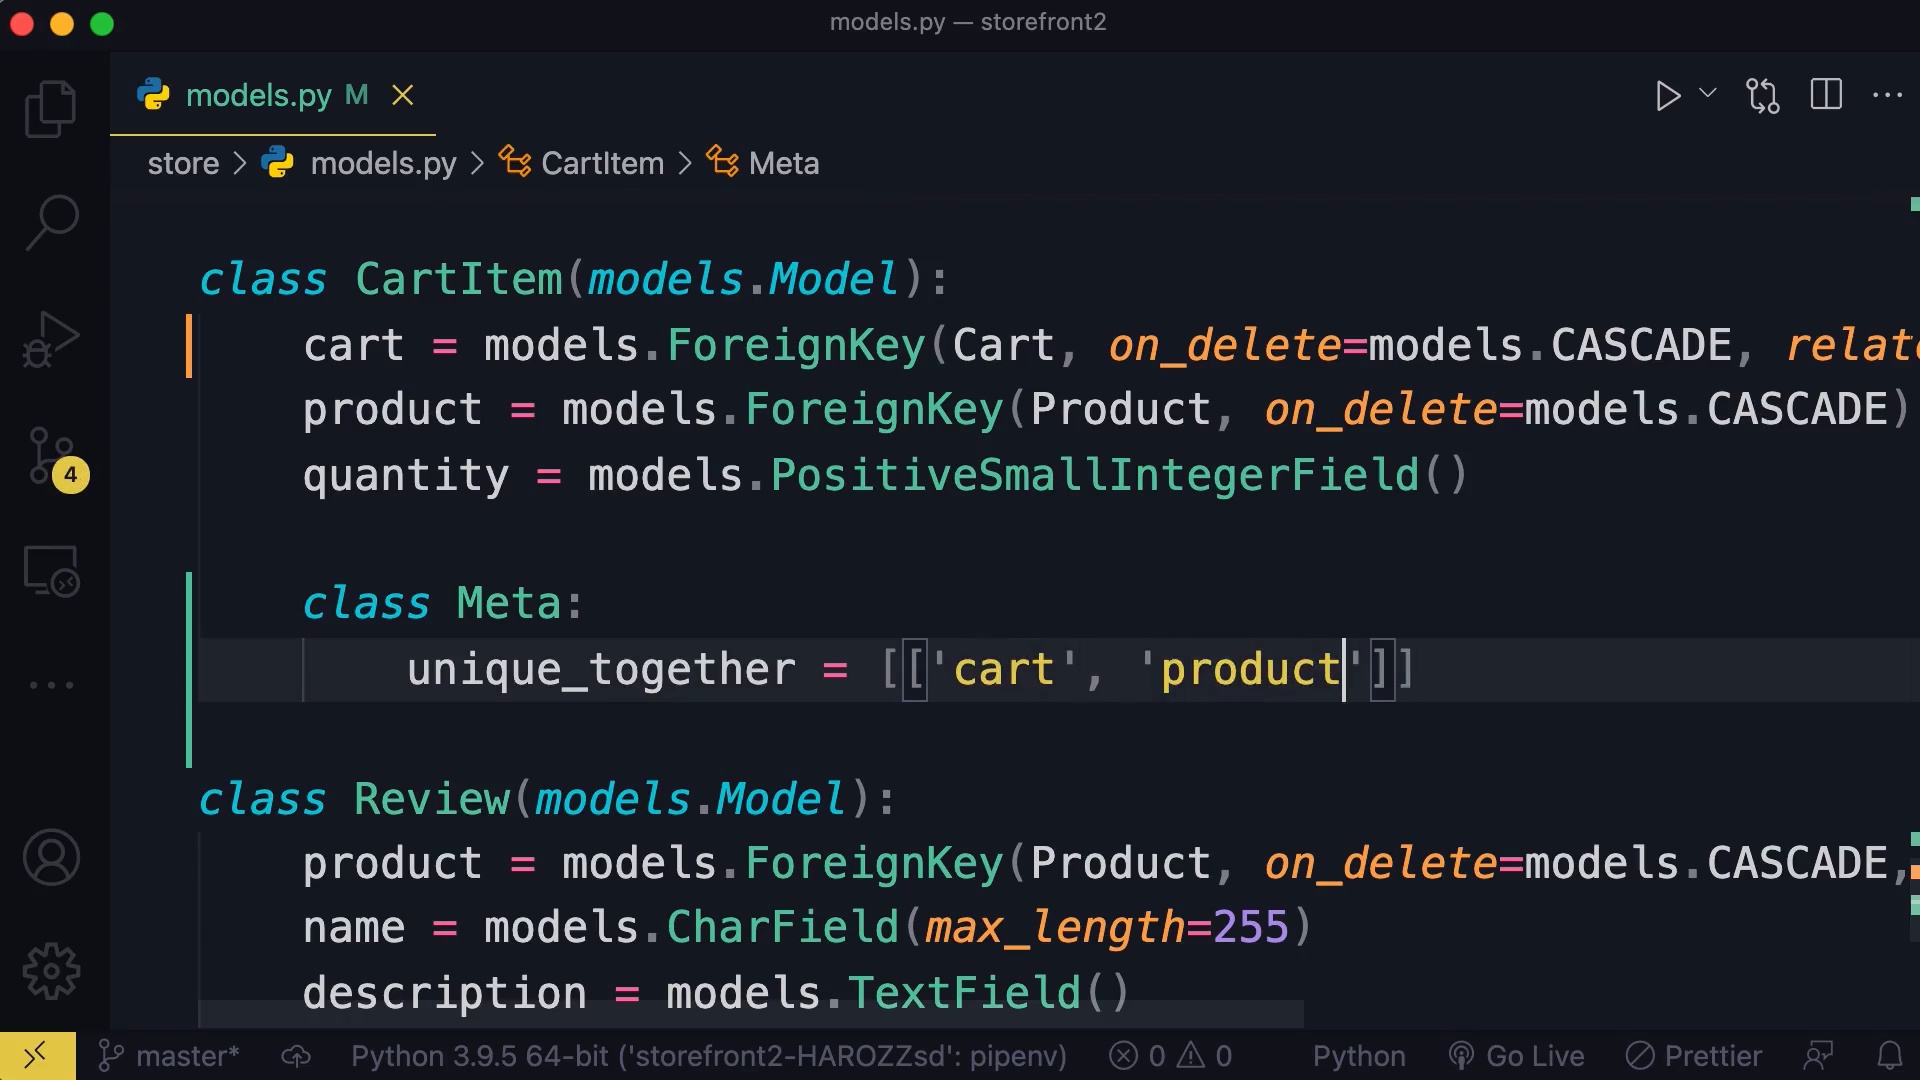 models.py — storefront2
models.py M
store > models.py > CartItem > Meta
class CartItem(models.Model):
cart = models.ForeignKey(Cart, on_delete=models.CASCADE, relat
product = models.ForeignKey(Product, on_delete=models.CASCADE)
quantity = models.PositiveSmallIntegerField()
class Meta:
unique_together = [['cart', 'product']]
class Review(models.Model):
product = models.ForeignKey(Product, on_delete=models.CASCADE,
name = models.CharField(max_length=255)
description = models.TextField()
4
master* Python 3.9.5 64-bit ('storefront2-HAROZZsd': pipenv) 0 0 Python Go Live Prettier